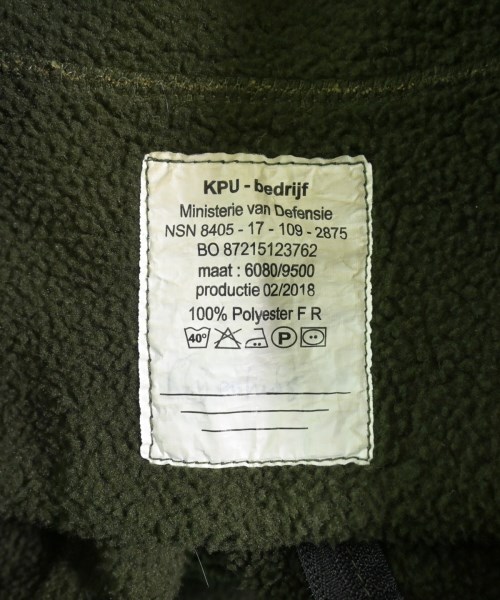 KPU - bedrijf
Ministerie van Defensie
NSN 8405 - 17 - 109 - 2875
BO 87215123762
maat : 6080/9500
productie 02/2018
100% Polyester F R
40° P